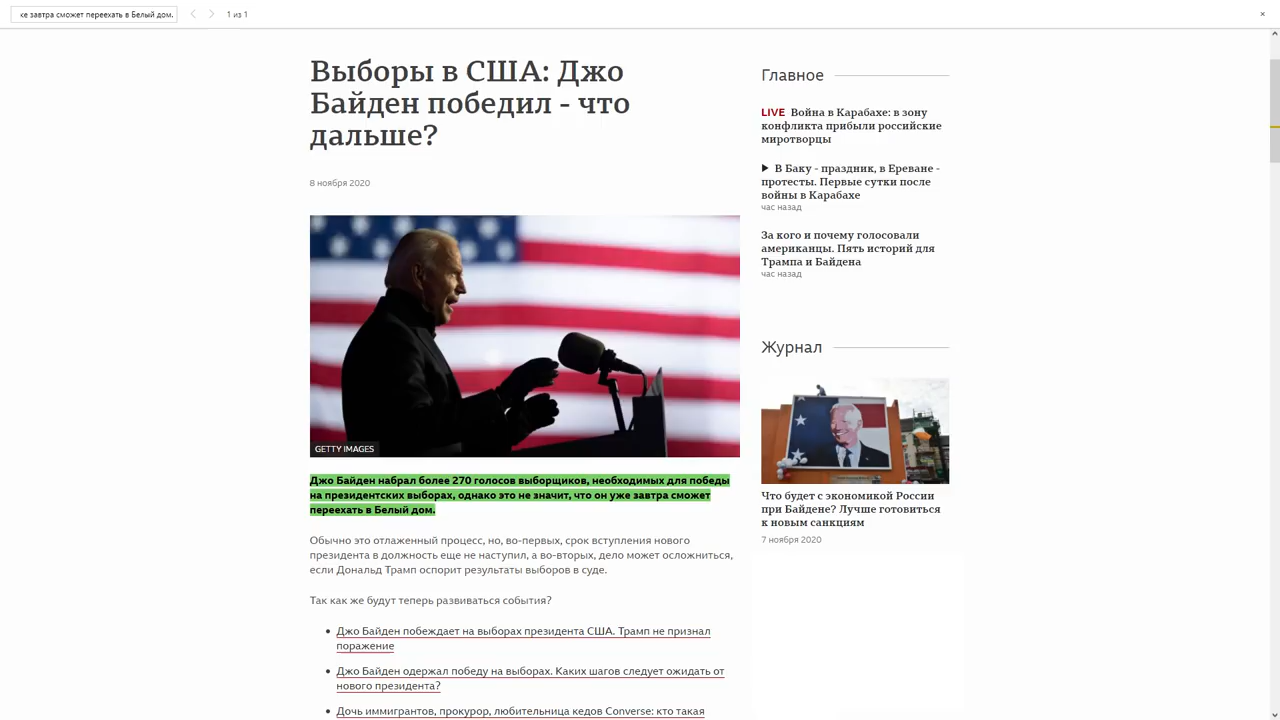 ке завтра сможет переехать в Белый дом.
1 из 1
Выборы в США: Джо
Байден победил - что
дальше?
8 ноября 2020
GETTY IMAGES
Джо Байден набрал более 270 голосов выборщиков, необходимых для победы
на президентских выборах, однако это не значит, что он уже завтра сможет
переехать в Белый дом.
Обычно это отлаженный процесс, но, во-первых, срок вступления нового
президента в должность еще не наступил, а во-вторых, дело может осложниться,
если Дональд Трамп оспорит результаты выборов в суде.
Так как же будут теперь развиваться события?
Джо Байден побеждает на выборах президента США. Трамп не признал
поражение
Джо Байден одержал победу на выборах. Каких шагов следует ожидать от
нового президента?
Дочь иммигрантов, прокурор, любительница кедов Converse: кто такая
Главное
LIVE Война в Карабахе: в зону
конфликта прибыли российские
миротворцы
В Баку - праздник, в Ереване -
протесты. Первые сутки после
войны в Карабахе
час назад
За кого и почему голосовали
американцы. Пять историй для
Трампа и Байдена
час назад
Журнал
Что будет с экономикой России
при Байдене? Лучше готовиться
к новым санкциям
7 ноября 2020